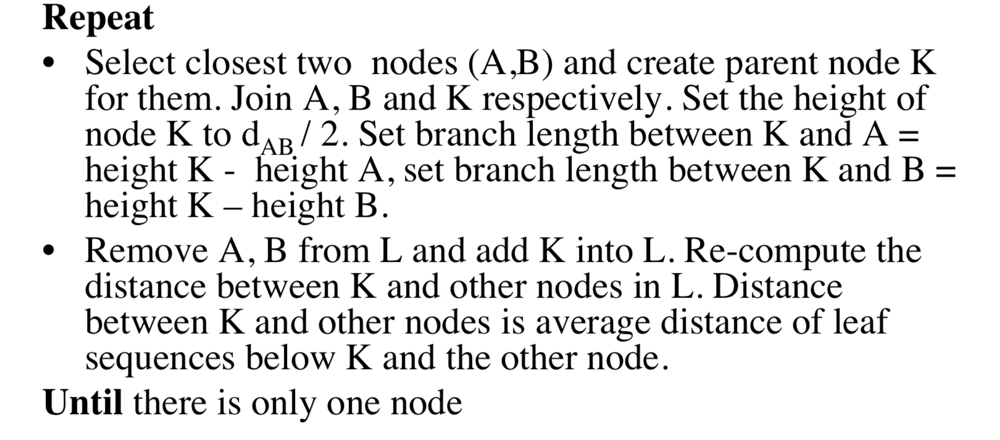 Repeat
• Select closest two nodes (A,B) and create parent node K
for them. Join A, B and K respectively. Set the height of
node K to dAB / 2. Set branch length between K and A =
height K - height A, set branch length between K and B =
height K – height B.
• Remove A, B from L and add K into L. Re-compute the
distance between K and other nodes in L. Distance
between K and other nodes is average distance of leaf
sequences below K and the other node.
Until there is only one node